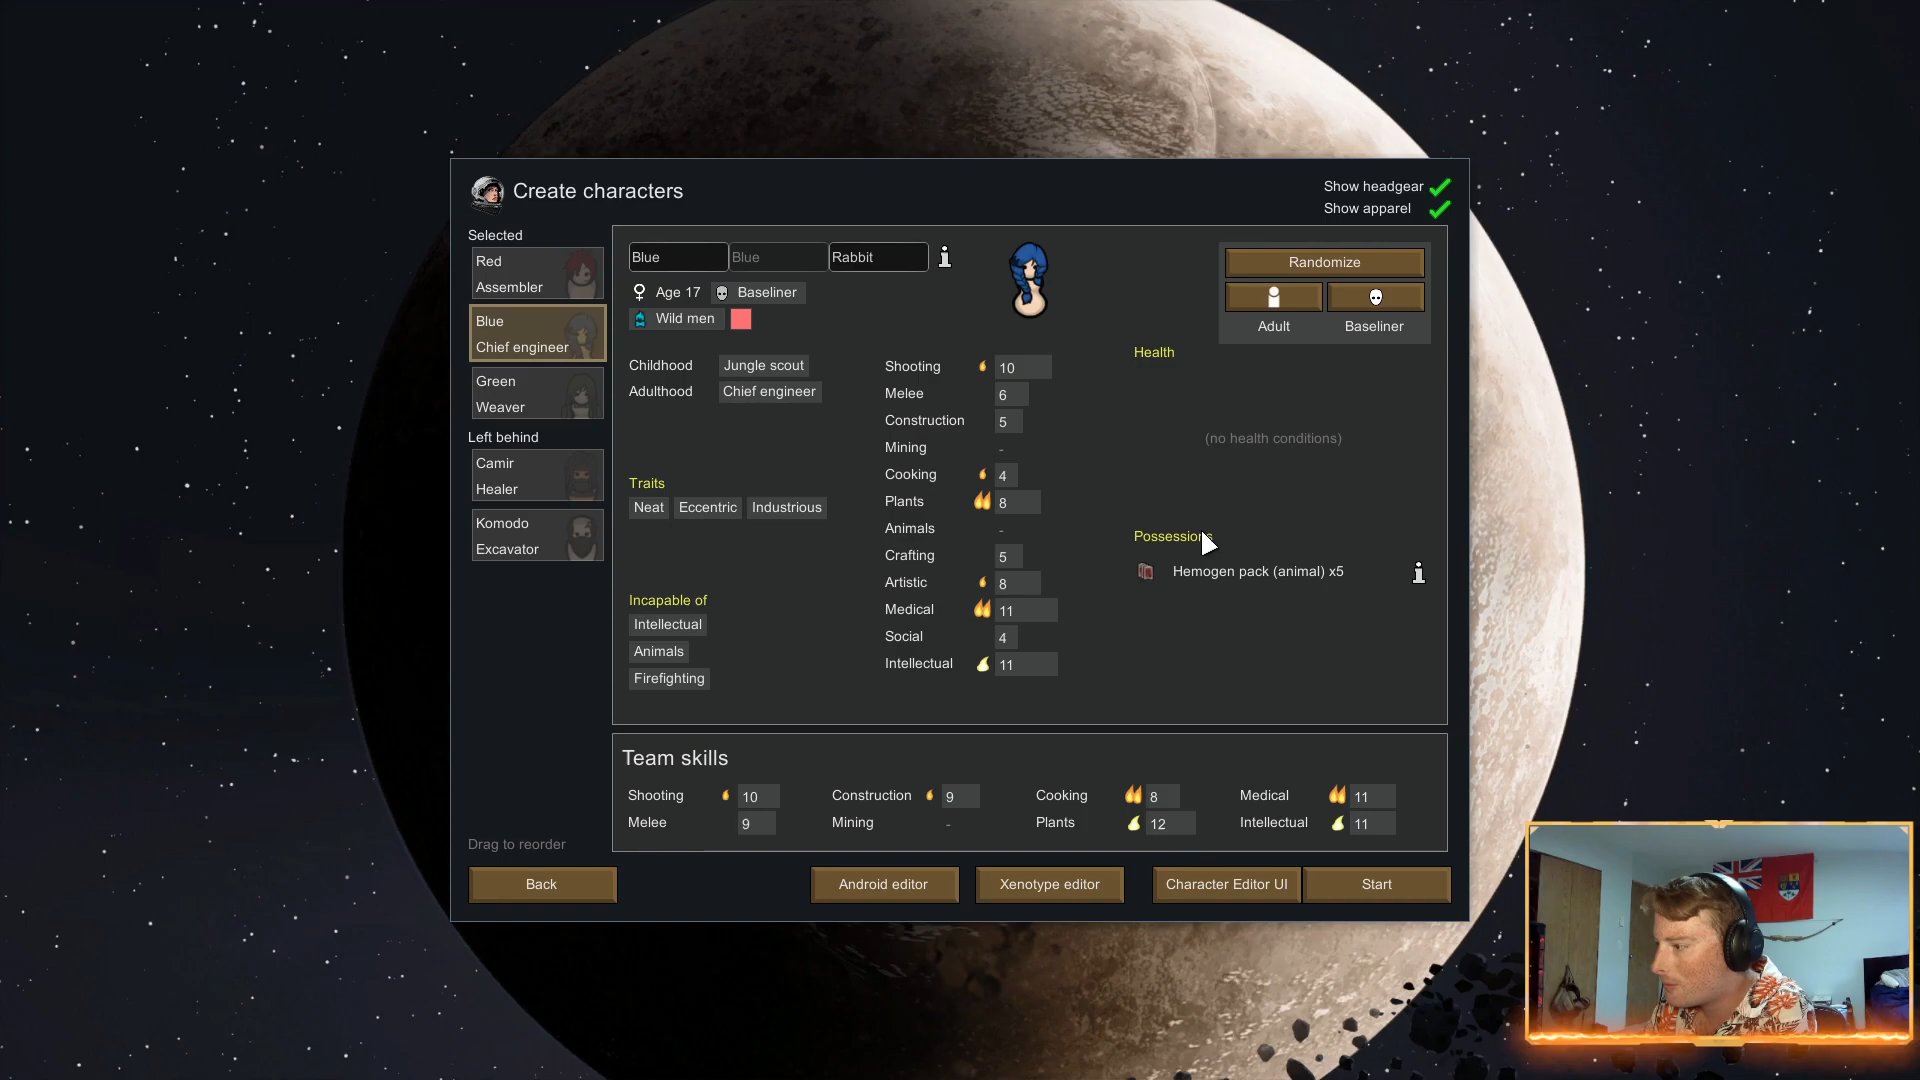 Create characters
Show headgear
Show apparel
Selected
Red
Assembler
Blue
Chief engineer
Green
Weaver
Left behind
Camir
Healer
Komodo
Excavator
Drag to reorder
Blue Blue Rabbit
Age 17 Baseliner
Wild men
Randomize
Adult Baseliner
Childhood Jungle scout
Adulthood Chief engineer
Traits
Neat Eccentric Industrious
Incapable of
Intellectual
Animals
Firefighting
Shooting 10
Melee 6
Construction 5
Mining -
Cooking 4
Plants 8
Animals -
Crafting 5
Artistic 8
Medical 11
Social 4
Intellectual 11
Health
(no health conditions)
Possessions
Hemogen pack (animal) x5
Team skills
Shooting 10 Construction 9 Cooking 8 Medical 11
Melee 9 Mining - Plants 12 Intellectual 11
Back Android editor Xenotype editor Character Editor UI Start